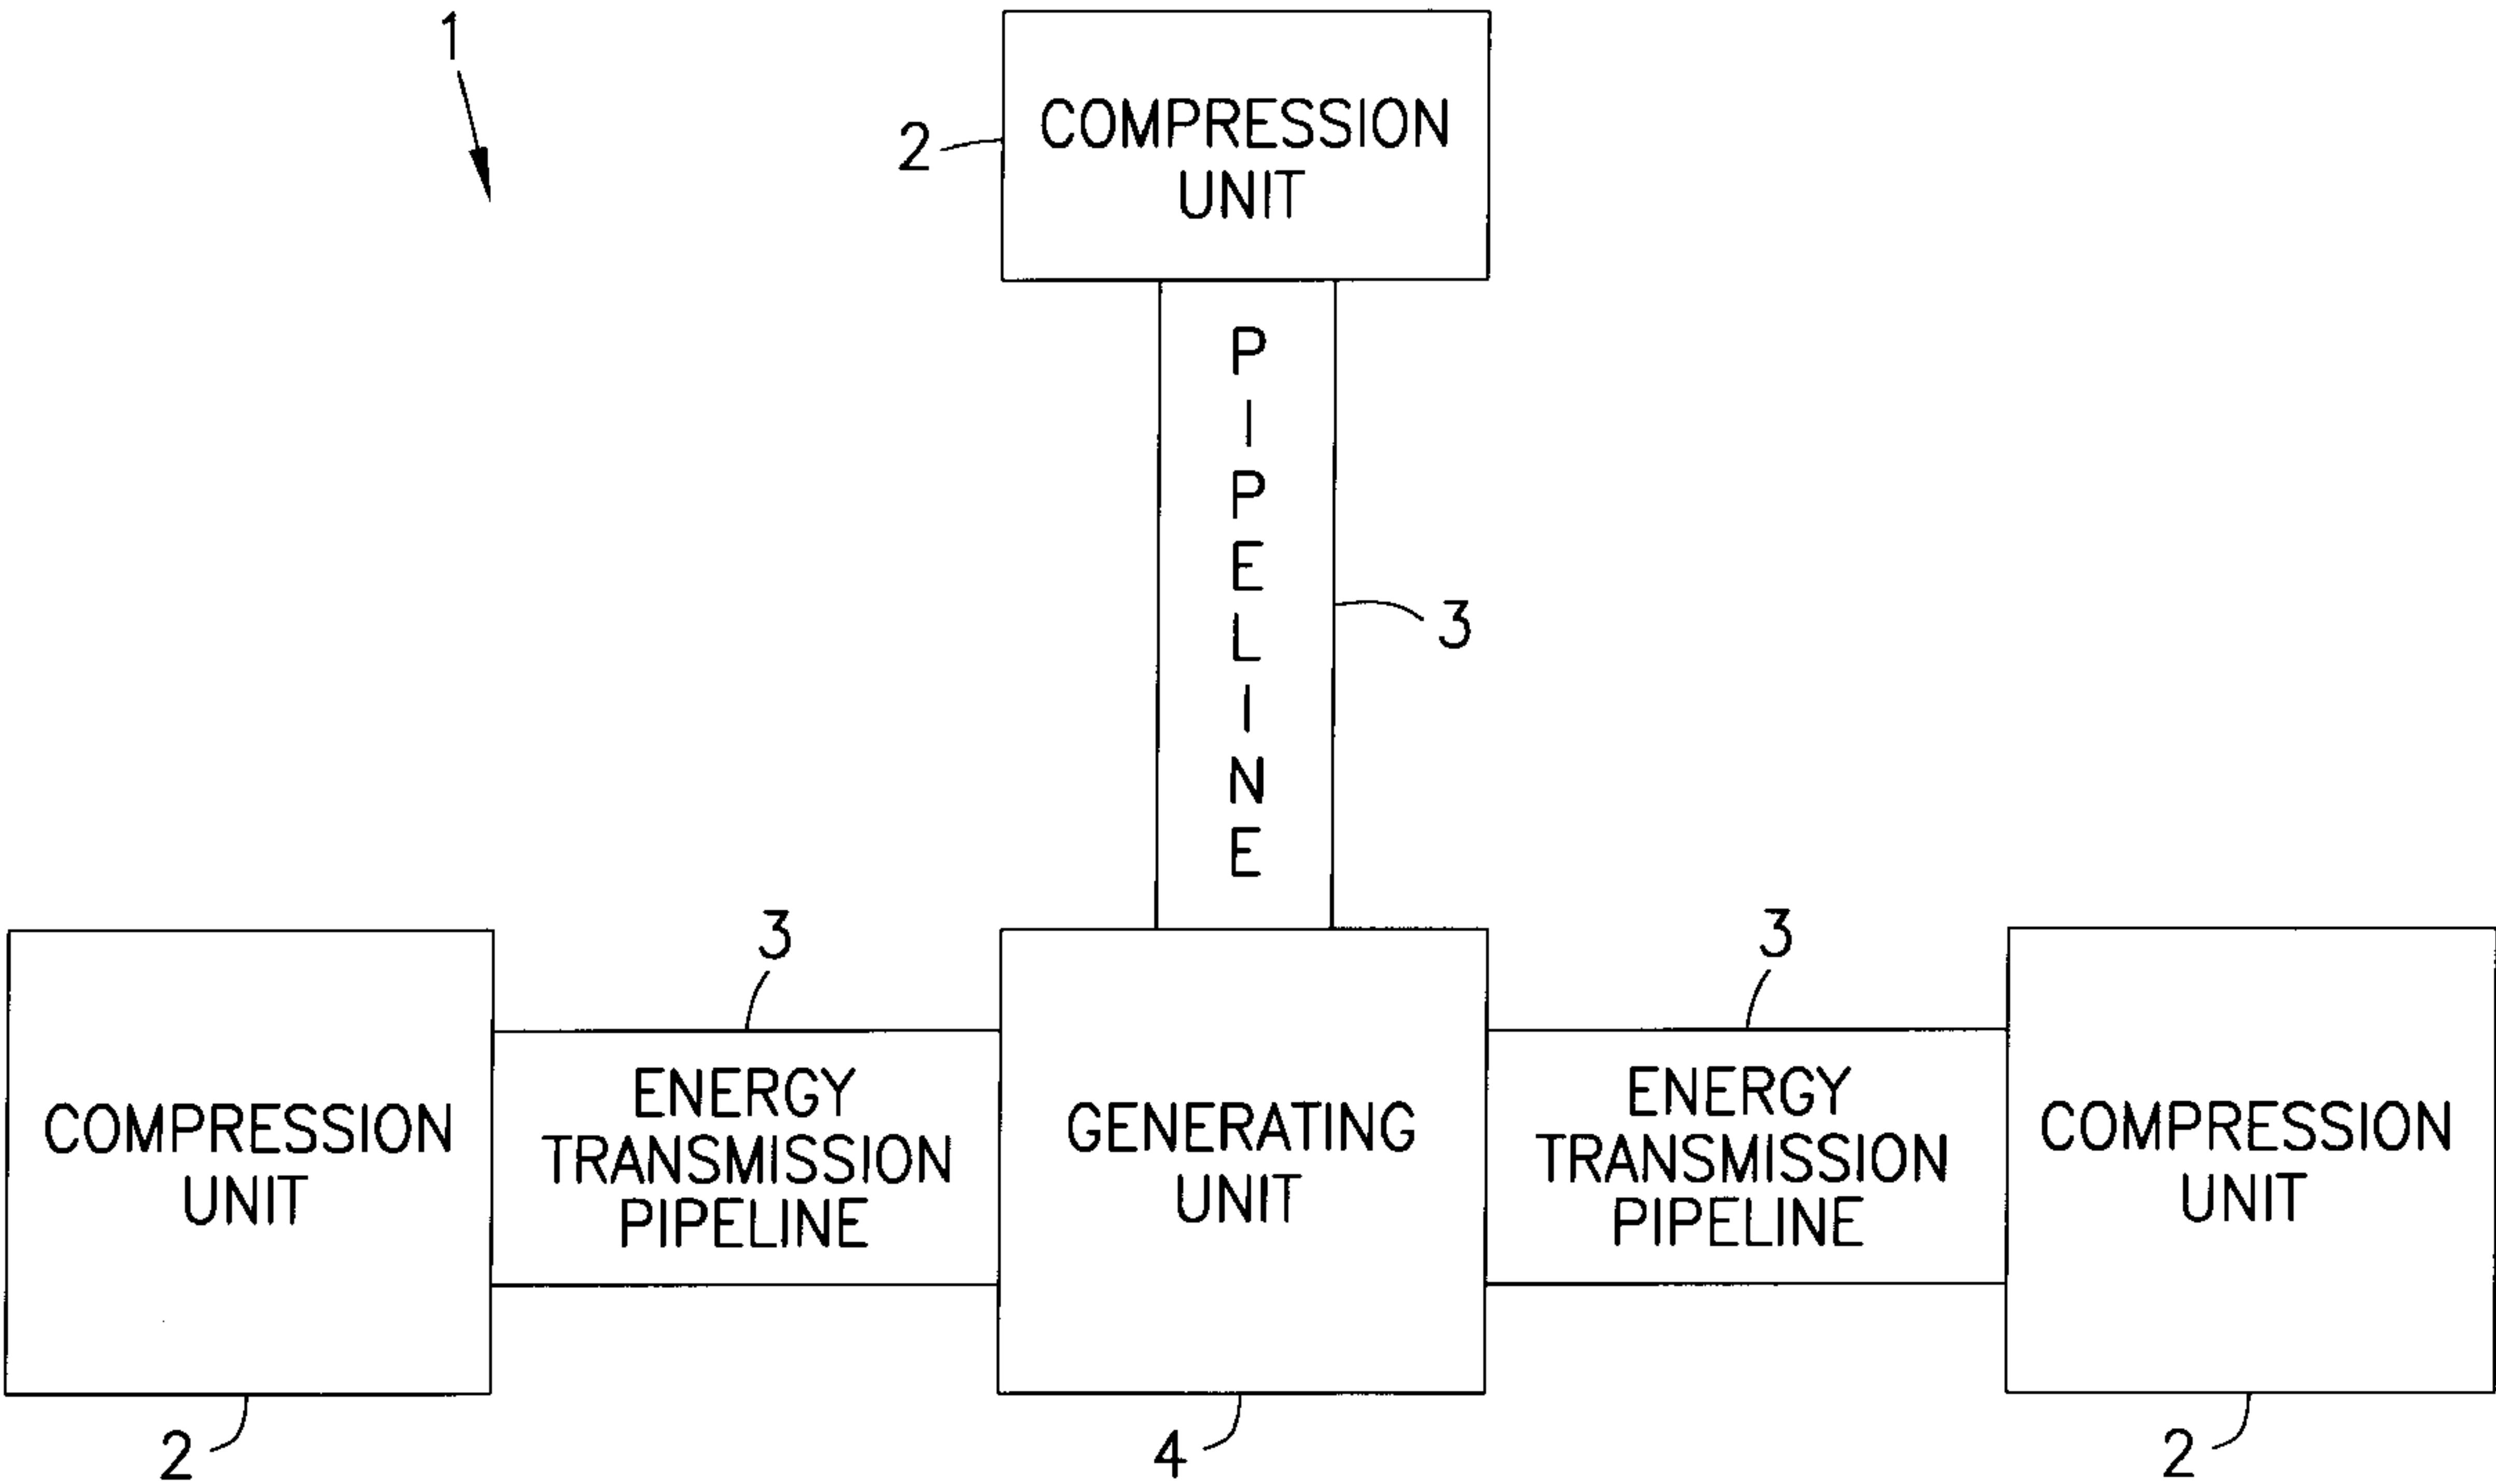 1
COMPRESSION
UNIT
2
PIPELINE
3
3
3
COMPRESSION
UNIT
ENERGY
TRANSMISSION
PIPELINE
GENERATING
UNIT
ENERGY
TRANSMISSION
PIPELINE
COMPRESSION
UNIT
2
4
2